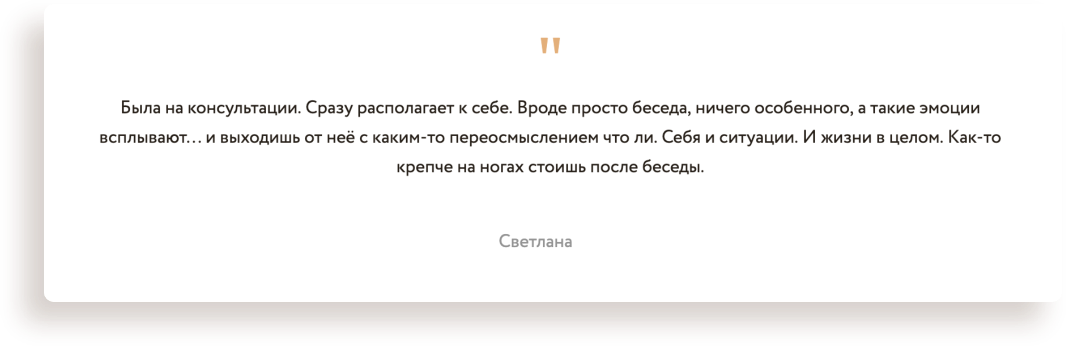 "
Была на консультации. Сразу располагает к себе. Вроде просто беседа, ничего особенного, а такие эмоции
всплывают... и выходишь от неё с каким-то переосмыслением что ли. Себя и ситуации. И жизни в целом. Как-то
крепче на ногах стоишь после беседы.
Светлана